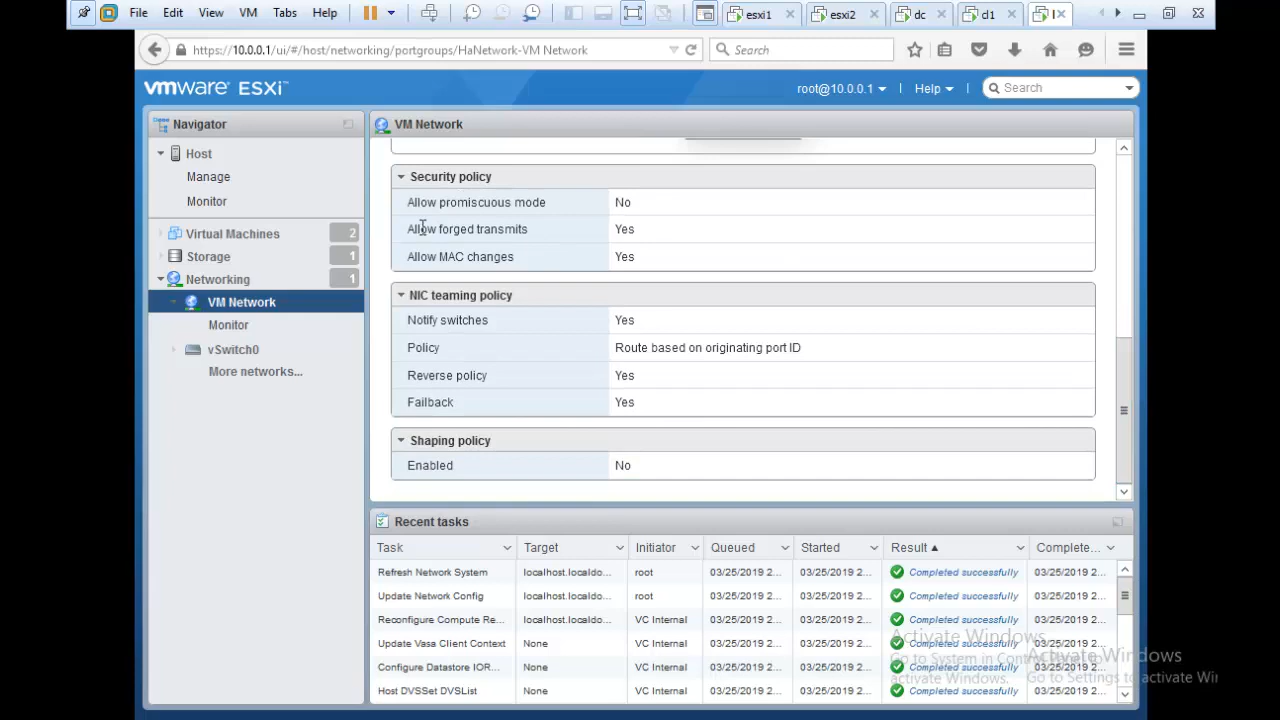 File Edit View VM Tabs Help esxi1 esxi2 dc cl1
https://10.0.0.1/ui/#/host/networking/portgroups/HaNetwork-VM Network Search
vmware ESXi™ root@10.0.0.1 Help Search
Navigator
Host
Manage
Monitor
Virtual Machines 2
Storage 1
Networking 1
VM Network
Monitor
vSwitch0
More networks...
VM Network
Security policy
Allow promiscuous mode No
Allow forged transmits Yes
Allow MAC changes Yes
NIC teaming policy
Notify switches Yes
Policy Route based on originating port ID
Reverse policy Yes
Failback Yes
Shaping policy
Enabled No
Recent tasks
Task Target Initiator Queued Started Result Complete...
Refresh Network System localhost.localdo... root 03/25/2019 2... 03/25/2019 2... Completed successfully 03/25/2019 2...
Update Network Config localhost.localdo... root 03/25/2019 2... 03/25/2019 2... Completed successfully 03/25/2019 2...
Reconfigure Compute Re... localhost.localdo... VC Internal 03/25/2019 2... 03/25/2019 2... Completed successfully 03/25/2019 2...
Update Vasa Client Context None VC Internal 03/25/2019 2... 03/25/2019 2... Completed successfully 03/25/2019 2...
Configure Datastore IOR... None VC Internal 03/25/2019 2... 03/25/2019 2... Completed successfully 03/25/2019 2...
Host DVSSet DVSList None VC Internal 03/25/2019 2... 03/25/2019 2... Completed successfully 03/25/2019 2...
Activate Windows
Go to System in Con
activate Windows.
Activate Windows
Go to Settings to activate Wi